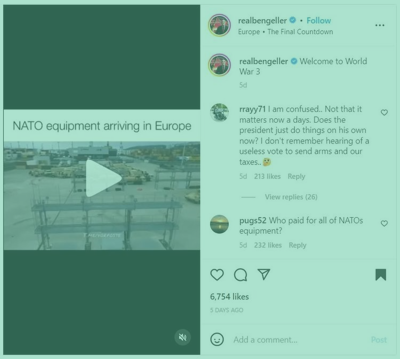 realbengeller • Follow
Europe • The Final Countdown
realbengeller Welcome to World
War 3
5d
NATO equipment arriving in Europe
rrayy71 I am confused.. Not that it
matters now a days. Does the
president just do things on his own
now? I don't remember hearing of a
useless vote to send arms and our
taxes..🤔
5d 213 likes Reply
View replies (26)
pugs52 Who paid for all of NATOs
equipment?
5d 232 likes Reply
6,754 likes
5 DAYS AGO
Add a comment...
Post